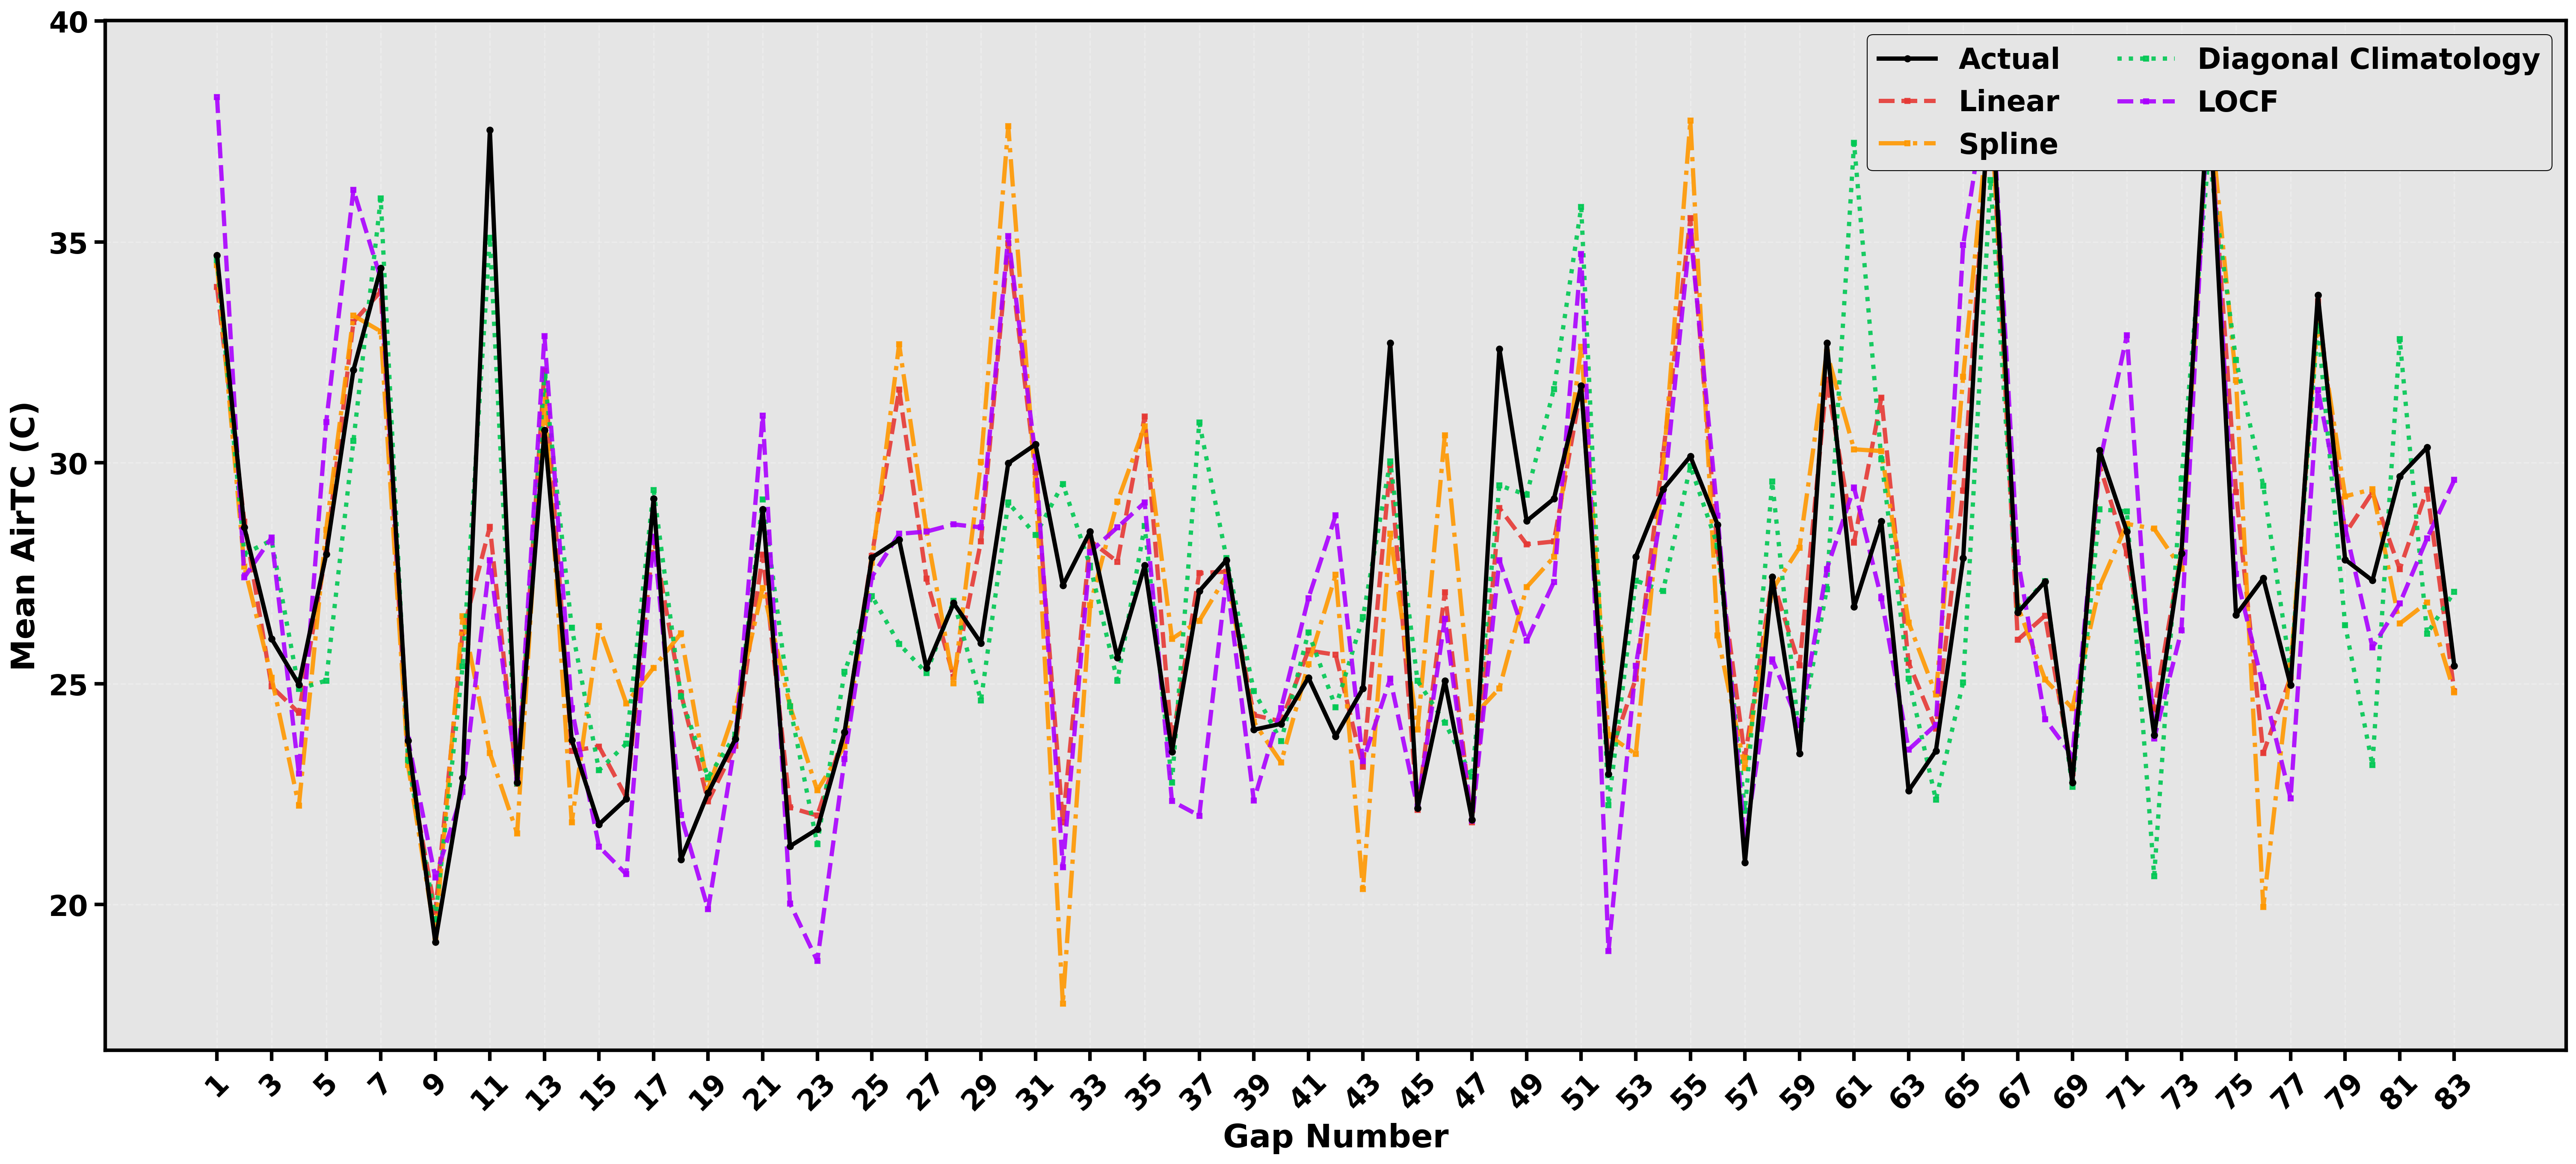 40
35
30
25
20
Mean AirTC (C)
Actual
Linear
Spline
Diagonal Climatology
LOCF
1 3 5 7 9 11 13 15 17 19 21 23 25 27 29 31 33 35 37 39 41 43 45 47 49 51 53 55 57 59 61 63 65 67 69 71 73 75 77 79 81 83
Gap Number